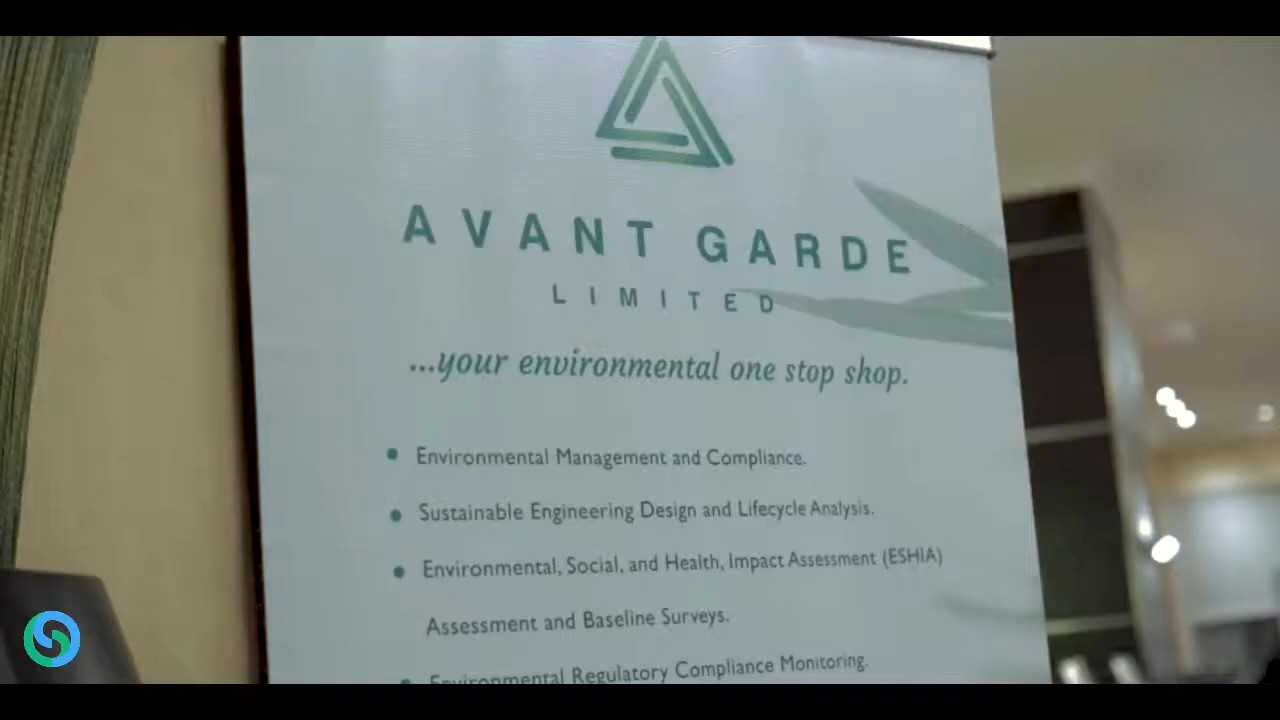 AVANT GARDE
LIMITED
...your environmental one stop shop.
Environmental Management and Compliance.
Sustainable Engineering Design and Lifecycle Analysis.
Environmental, Social, and Health, Impact Assessment (ESHIA)
Assessment and Baseline Surveys.
Environmental Regulatory Compliance Monitoring.